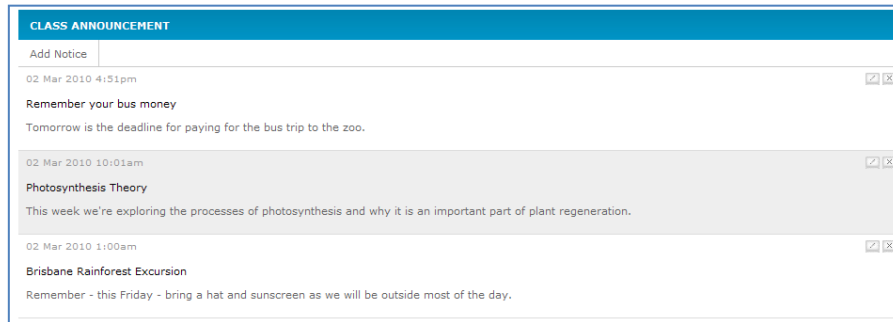 CLASS ANNOUNCEMENT
Add Notice
02 Mar 2010 4:51pm
Remember your bus money
Tomorrow is the deadline for paying for the bus trip to the zoo.
02 Mar 2010 10:01am
Photosynthesis Theory
This week we're exploring the processes of photosynthesis and why it is an important part of plant regeneration.
02 Mar 2010 1:00am
Brisbane Rainforest Excursion
Remember - this Friday - bring a hat and sunscreen as we will be outside most of the day.